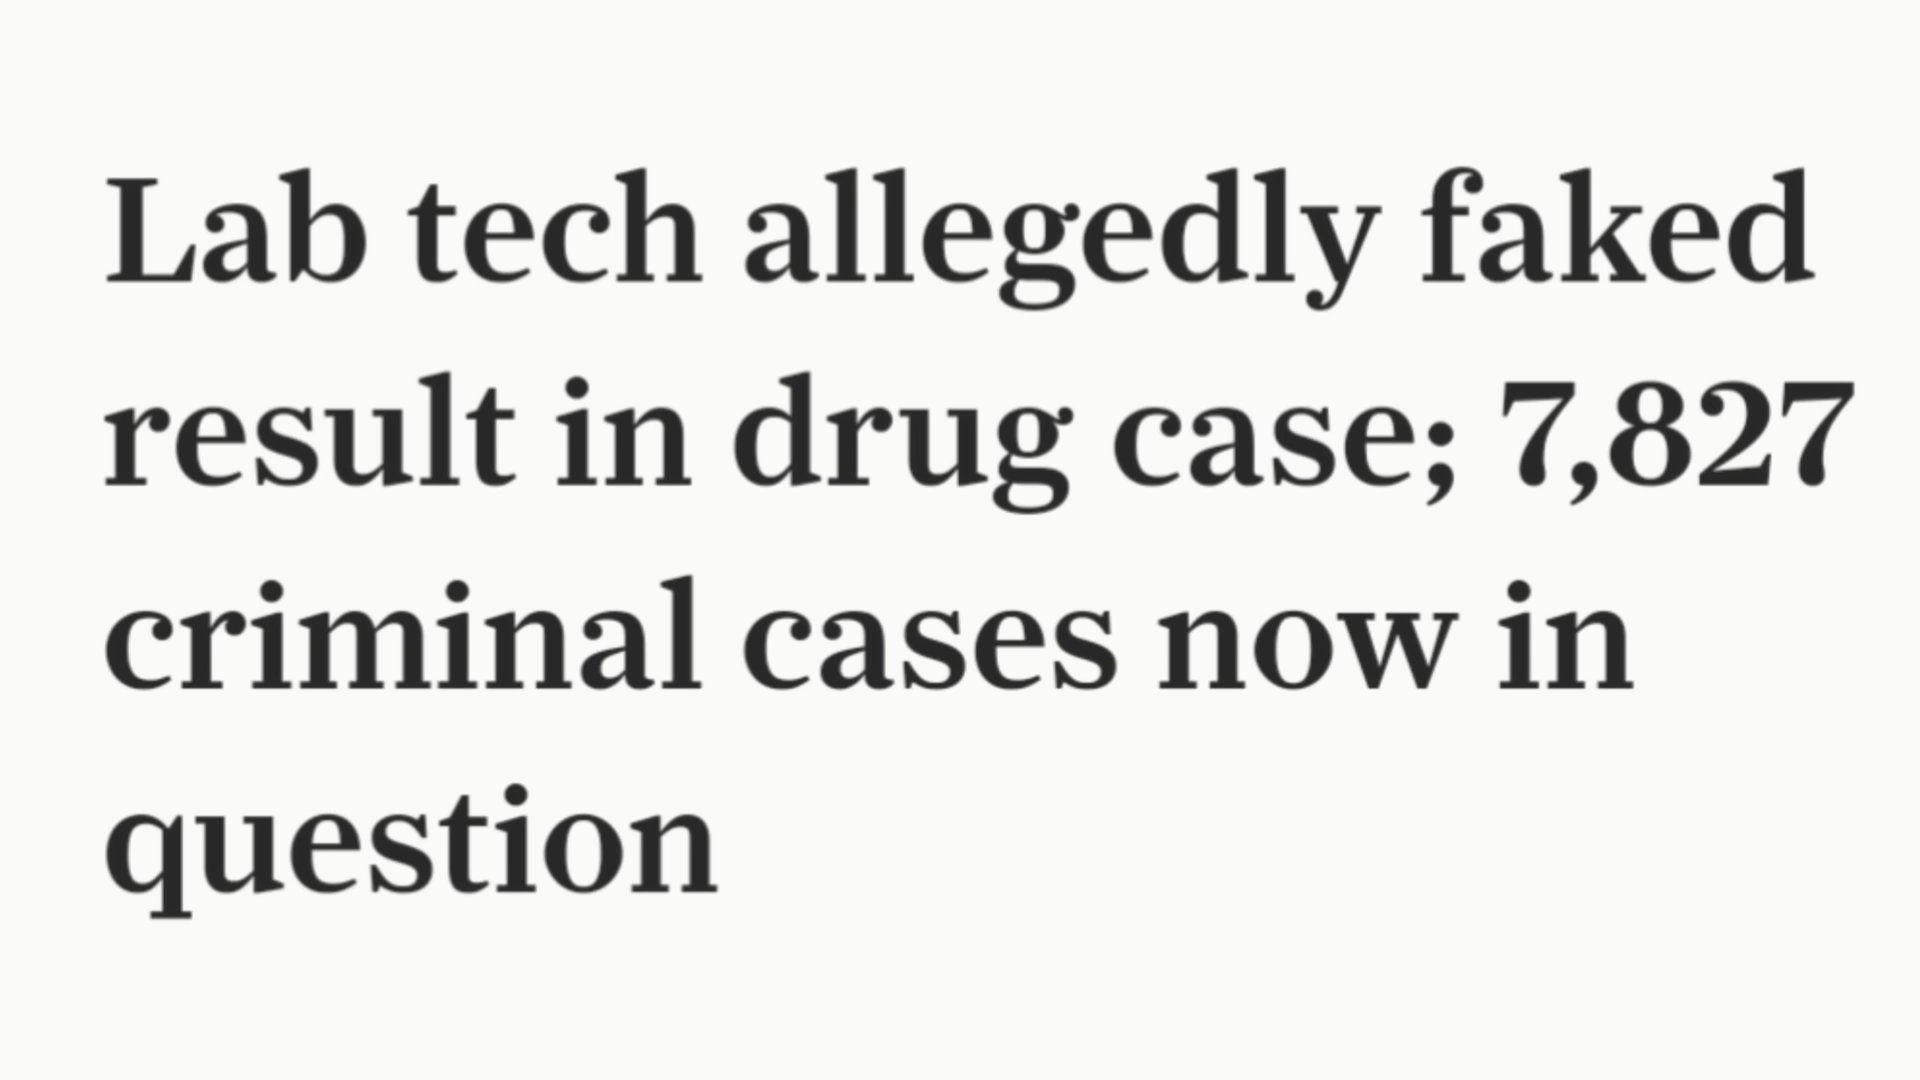 Lab tech allegedly faked
result in drug case; 7,827
criminal cases now in
question